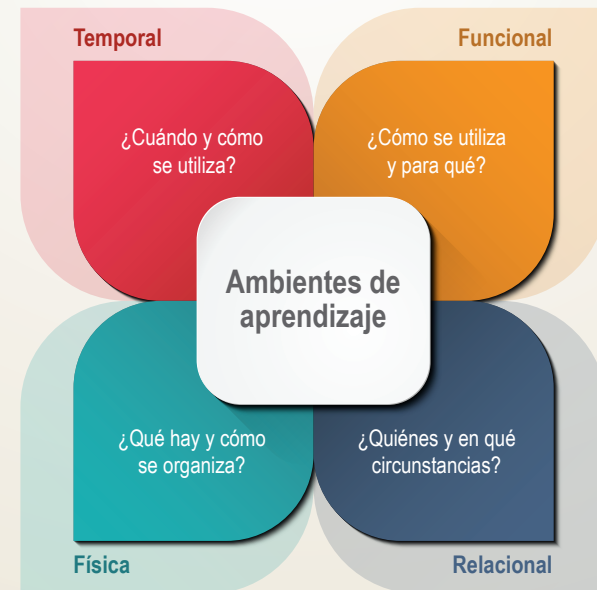 Temporal
Funcional
¿Cuándo y cómo
se utiliza?
¿Cómo se utiliza
y para qué?
Ambientes de
aprendizaje
¿Qué hay y cómo
se organiza?
¿Quiénes y en qué
circunstancias?
Física
Relacional